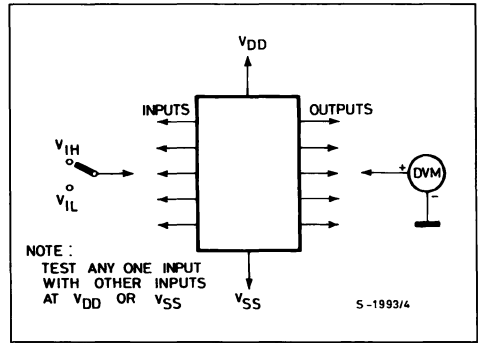 VDD
INPUTS OUTPUTS
VIH
VIL
+ DVM
-
NOTE :
TEST ANY ONE INPUT
WITH OTHER INPUTS
AT VDD OR VSS
VSS
S-1993/4